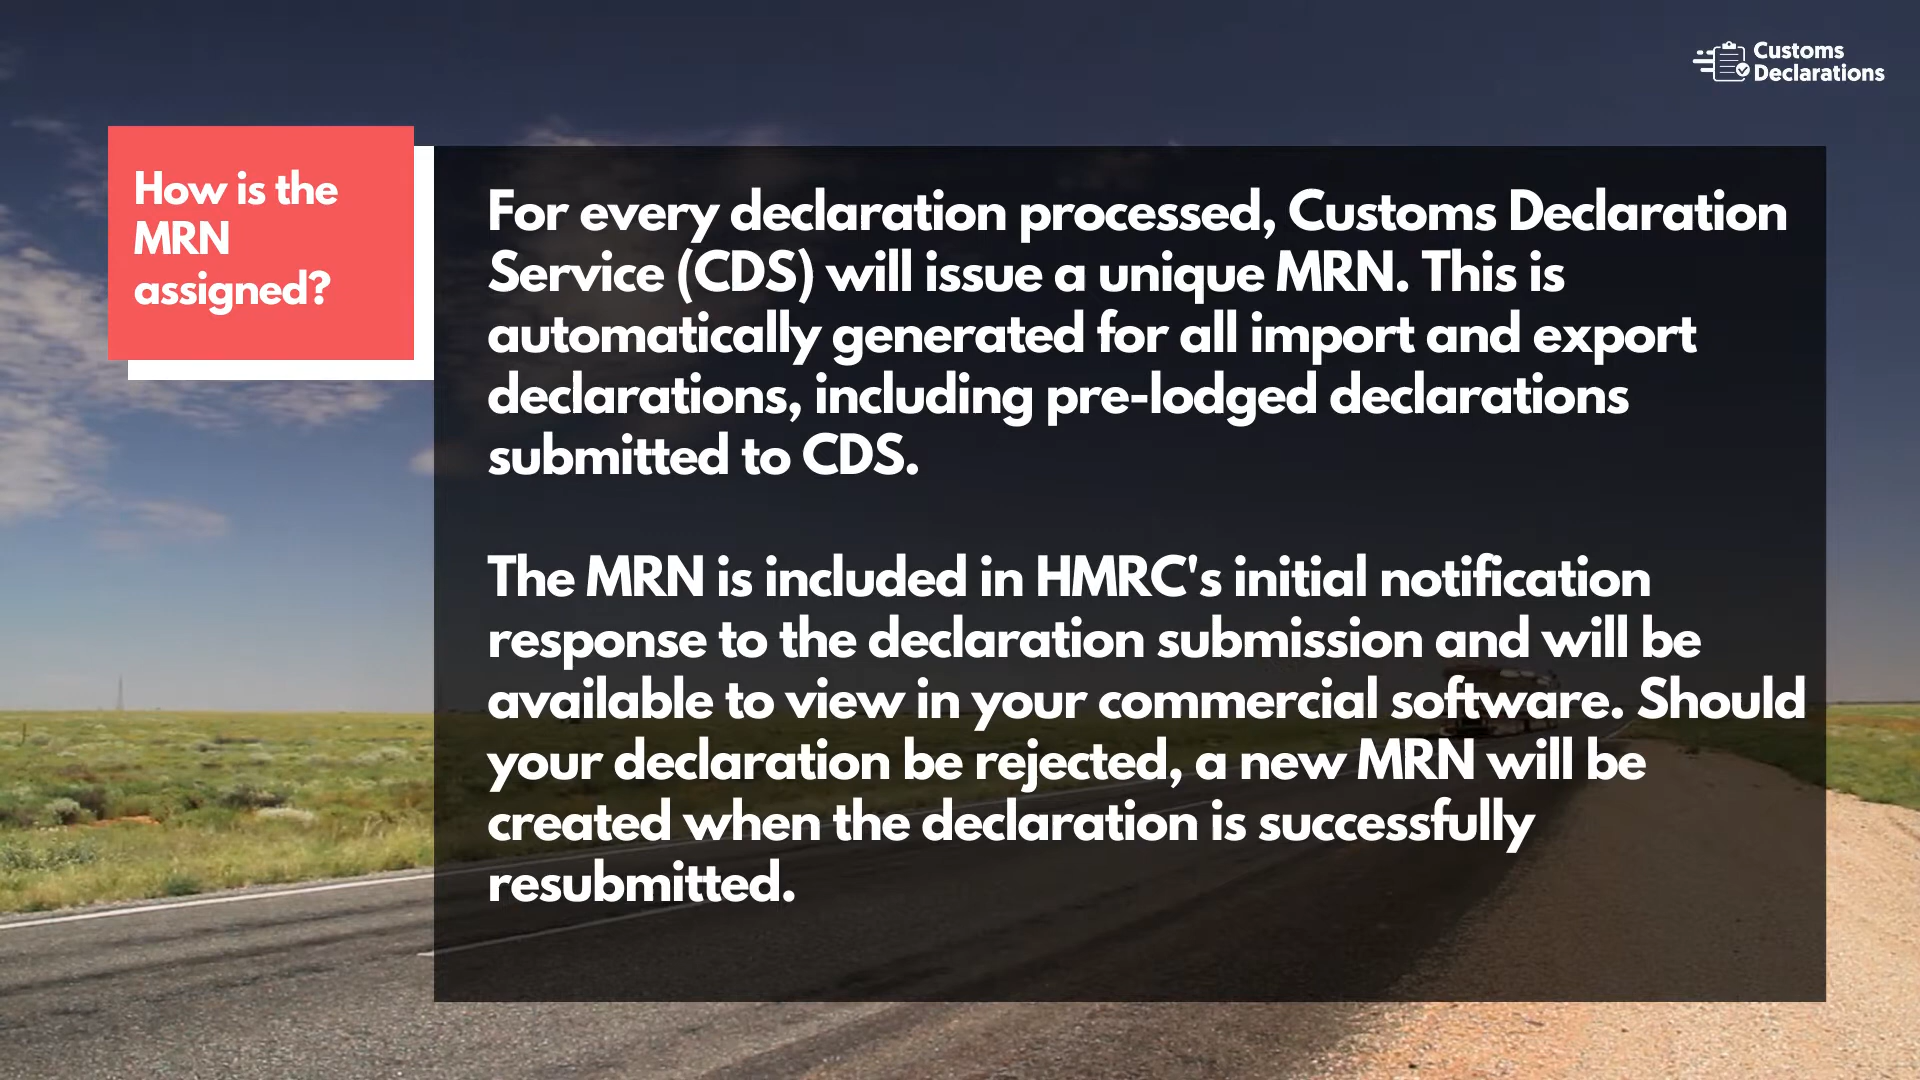 Customs
Declarations
How is the
MRN
assigned?
For every declaration processed, Customs Declaration
Service (CDS) will issue a unique MRN. This is
automatically generated for all import and export
declarations, including pre-lodged declarations
submitted to CDS.
The MRN is included in HMRC's initial notification
response to the declaration submission and will be
available to view in your commercial software. Should
your declaration be rejected, a new MRN will be
created when the declaration is successfully
resubmitted.